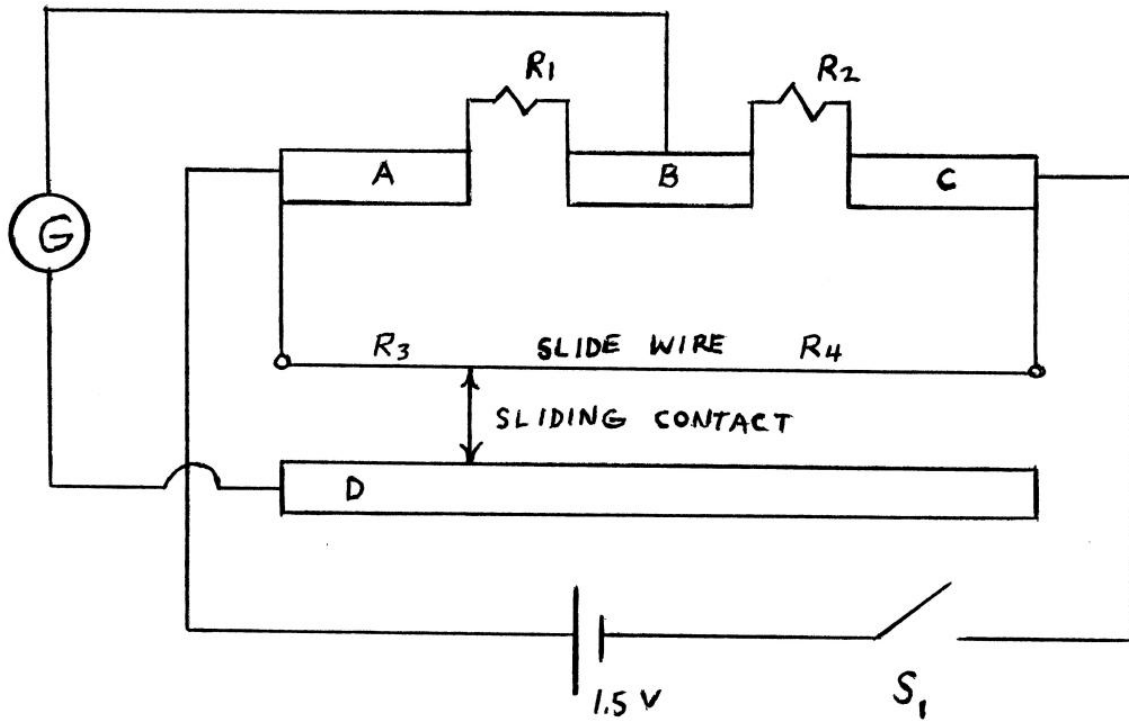 R1
R2
A
B
C
G
R3
SLIDE WIRE
R4
SLIDING CONTACT
D
1.5 V
S1